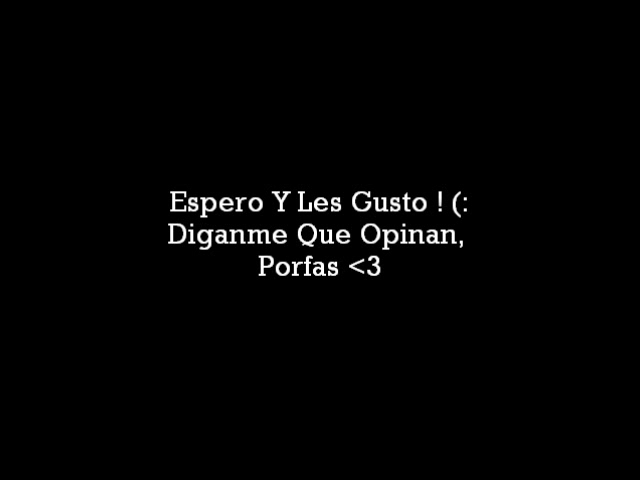 Espero Y Les Gusto ! (:
Diganme Que Opinan,
Porfas <3